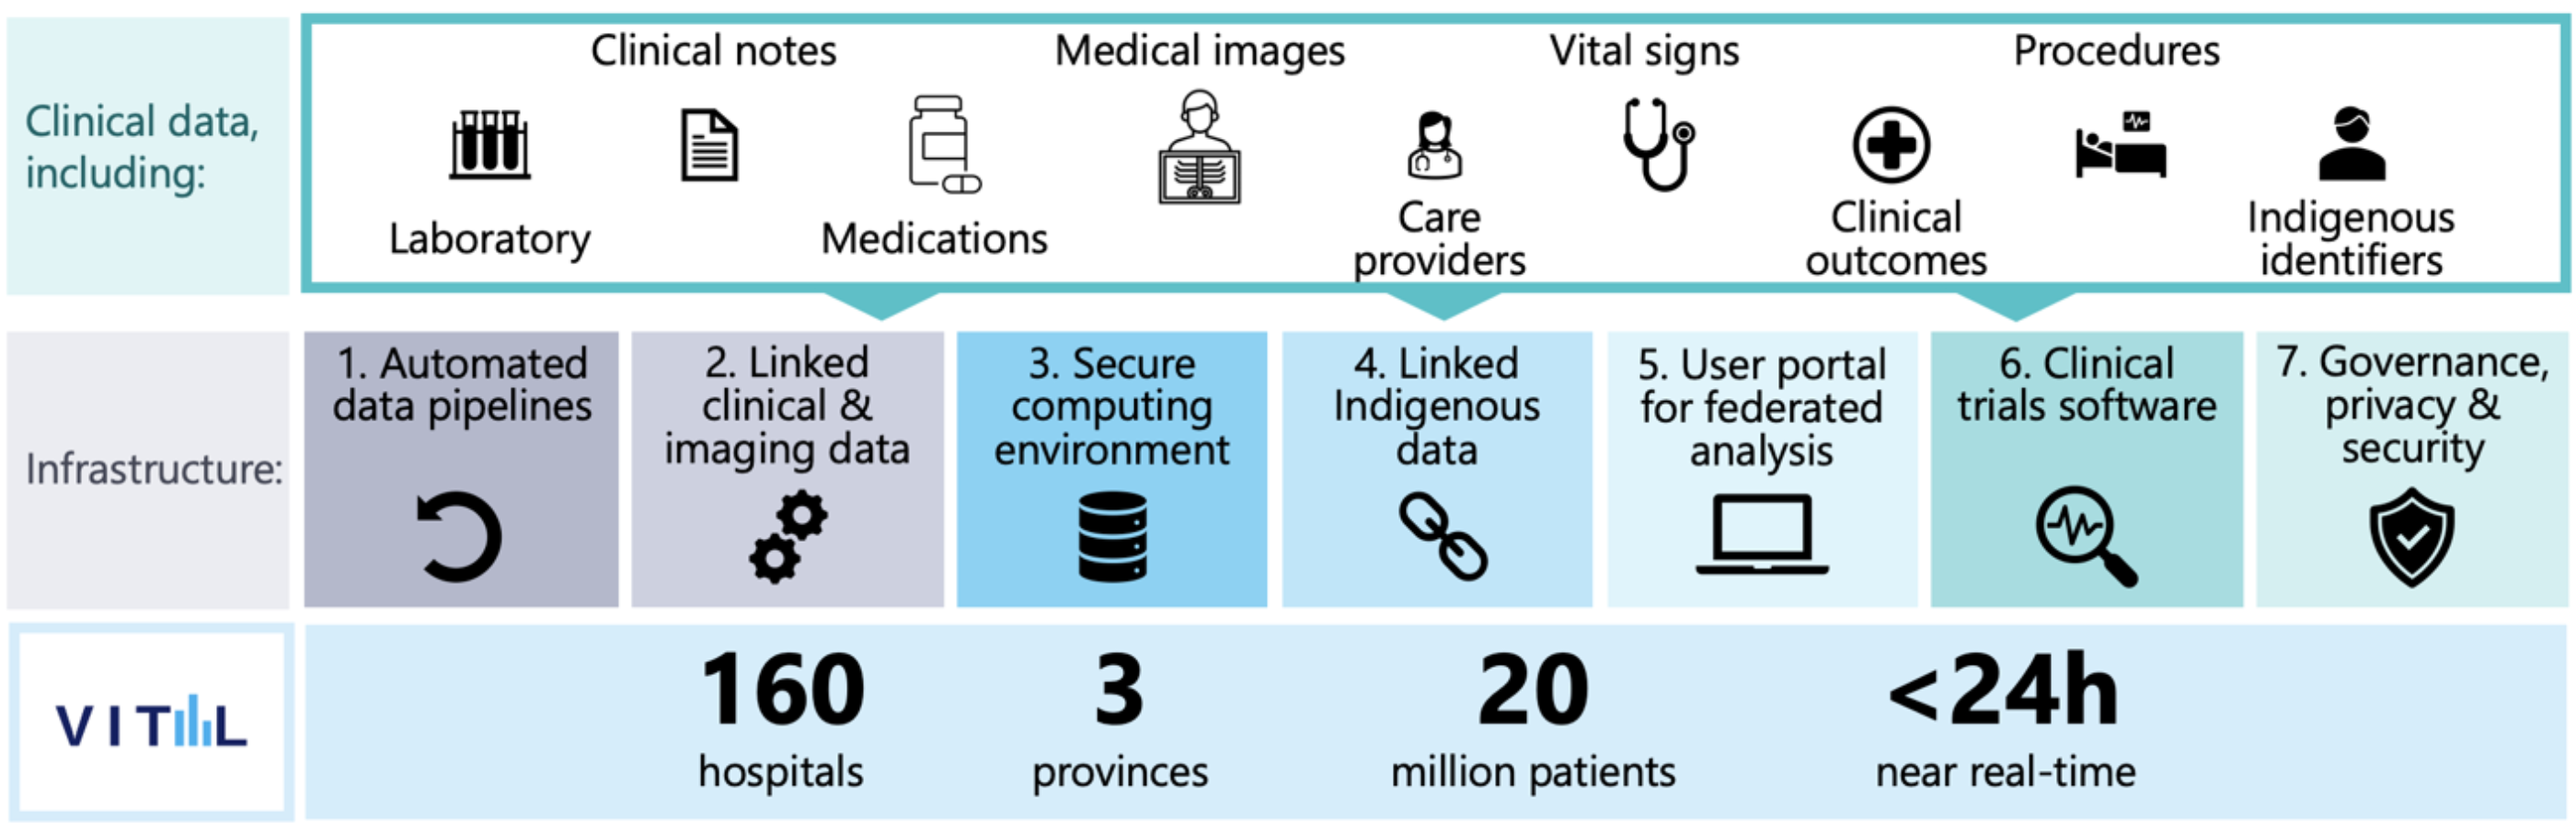 Clinical data,
including:
Clinical notes
Medical images
Vital signs
Procedures
Laboratory
Medications
Care
providers
Clinical
outcomes
Indigenous
identifiers
Infrastructure:
1. Automated
data pipelines
2. Linked
clinical &
imaging data
3. Secure
computing
environment
4. Linked
Indigenous
data
5. User portal
for federated
analysis
6. Clinical
trials software
7. Governance,
privacy &
security
VITAL
160
hospitals
3
provinces
20
million patients
<24h
near real-time